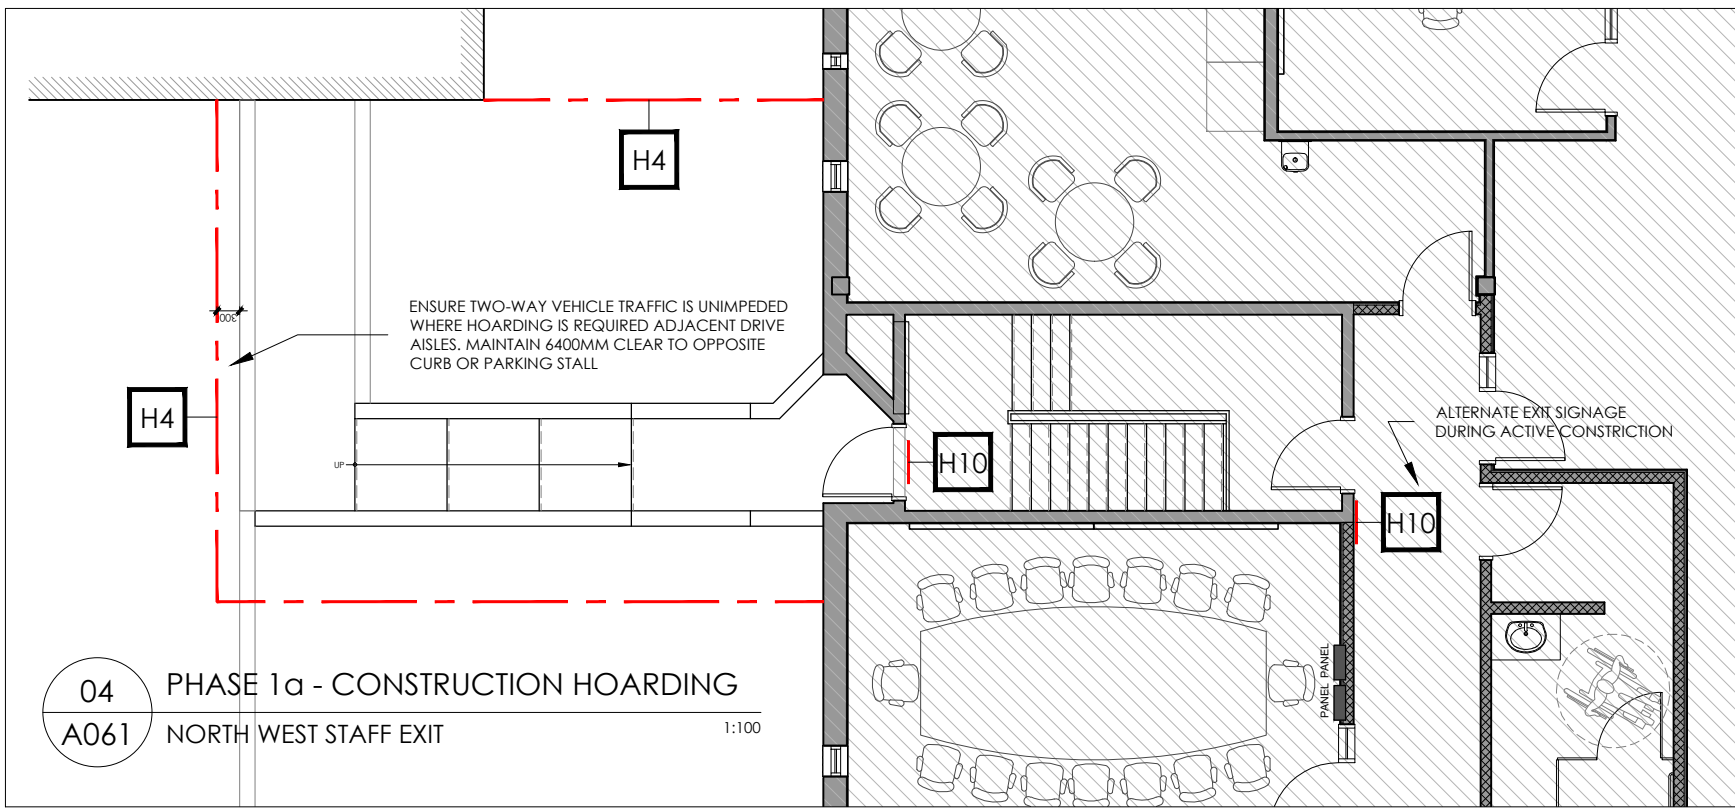 H4
300
ENSURE TWO-WAY VEHICLE TRAFFIC IS UNIMPEDED
WHERE HOARDING IS REQUIRED ADJACENT DRIVE
AISLES. MAINTAIN 6400MM CLEAR TO OPPOSITE
CURB OR PARKING STALL
H4
UP
H10
ALTERNATE EXIT SIGNAGE
DURING ACTIVE CONSTRICTION
H10
PANEL PANEL
04
A061
PHASE 1a - CONSTRUCTION HOARDING
NORTH WEST STAFF EXIT
1:100